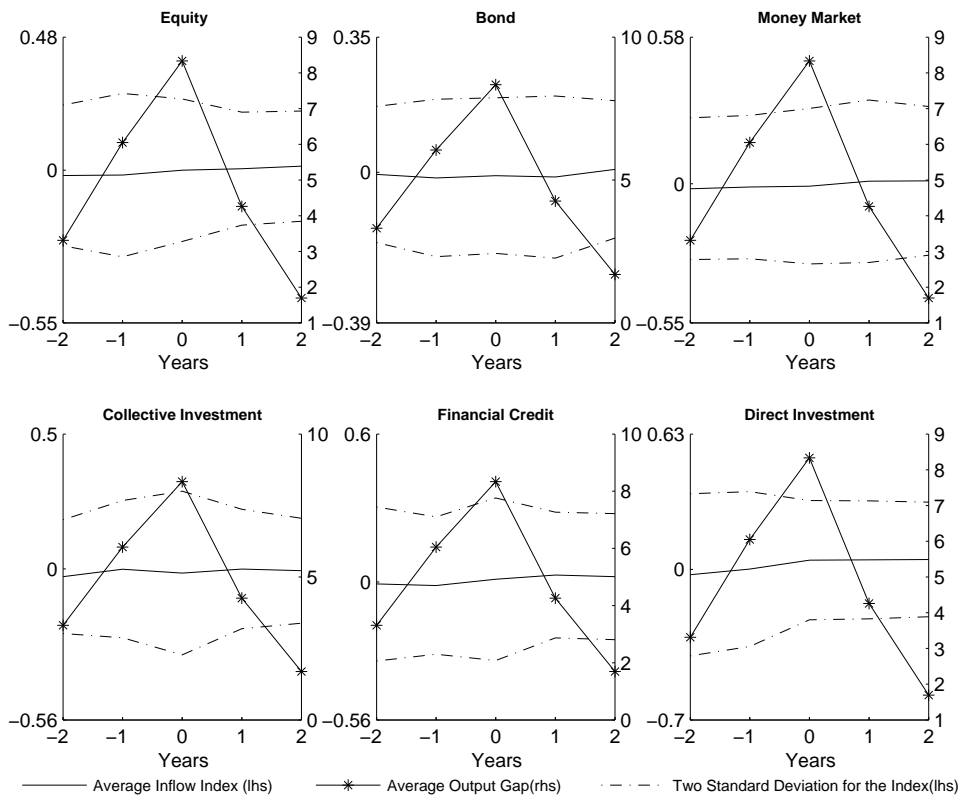 Equity
Bond
Money Market
0.48
0
−0.55
9
8
7
6
5
4
3
2
1
−2 −1 0 1 2
Years
0.35
0
−0.39
10
5
0
−2 −1 0 1 2
Years
0.58
0
−0.55
9
8
7
6
5
4
3
2
1
−2 −1 0 1 2
Years
Collective Investment
Financial Credit
Direct Investment
0.5
0
−0.56
10
5
0
−2 −1 0 1 2
Years
0.6
0
−0.56
10
8
6
4
2
0
−2 −1 0 1 2
Years
0.63
0
−0.7
9
8
7
6
5
4
3
2
1
−2 −1 0 1 2
Years
Average Inflow Index (lhs)
Average Output Gap(rhs)
Two Standard Deviation for the Index(lhs)